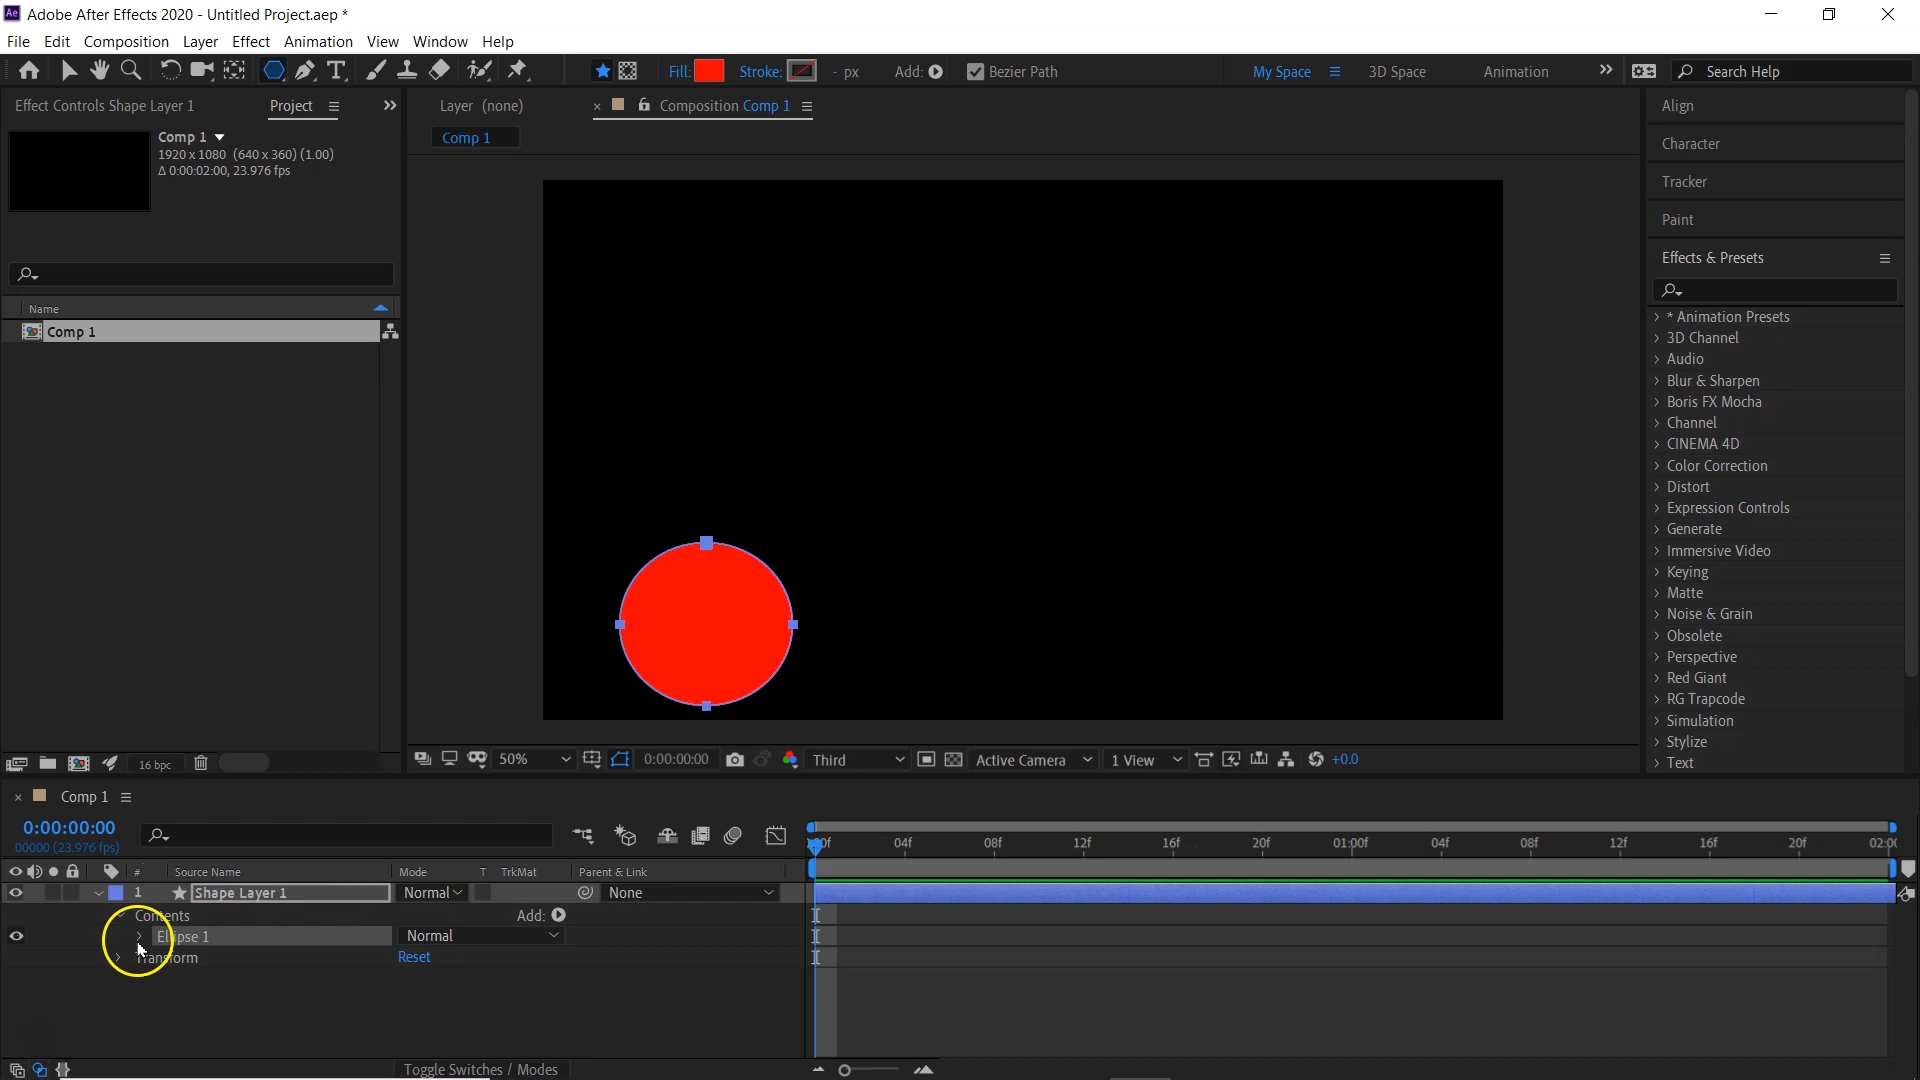 Ae Adobe After Effects 2020 - Untitled Project.aep *
File Edit Composition Layer Effect Animation View Window Help
Fill: Stroke: - px Add: Bezier Path My Space 3D Space Animation Search Help
Effect Controls Shape Layer 1 Project
Comp 1
1920 x 1080 (640 x 360) (1.00)
Δ 0:00:02:00, 23.976 fps
Name
Comp 1
16 bpc
Layer (none) Composition Comp 1
Comp 1
50% 0:00:00:00 Third Active Camera 1 View +0.0
Align
Character
Tracker
Paint
Effects & Presets
* Animation Presets
3D Channel
Audio
Blur & Sharpen
Boris FX Mocha
Channel
CINEMA 4D
Color Correction
Distort
Expression Controls
Generate
Immersive Video
Keying
Matte
Noise & Grain
Obsolete
Perspective
Red Giant
RG Trapcode
Simulation
Stylize
Text
Comp 1
0:00:00:00
00000 (23.976 fps)
04f 08f 12f 16f 20f 01:00f 04f 08f 12f 16f 20f
# Source Name Mode T TrkMat Parent & Link
1 Shape Layer 1 Normal None
Contents Add:
Ellipse 1 Normal
Transform Reset
Toggle Switches / Modes